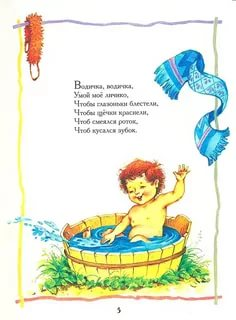 Водичка, водичка,
Умой моё личико,
Чтобы глазоньки блестели,
Чтобы щёчки краснели,
Чтоб смеялся роток,
Чтоб кусался зубок.
5